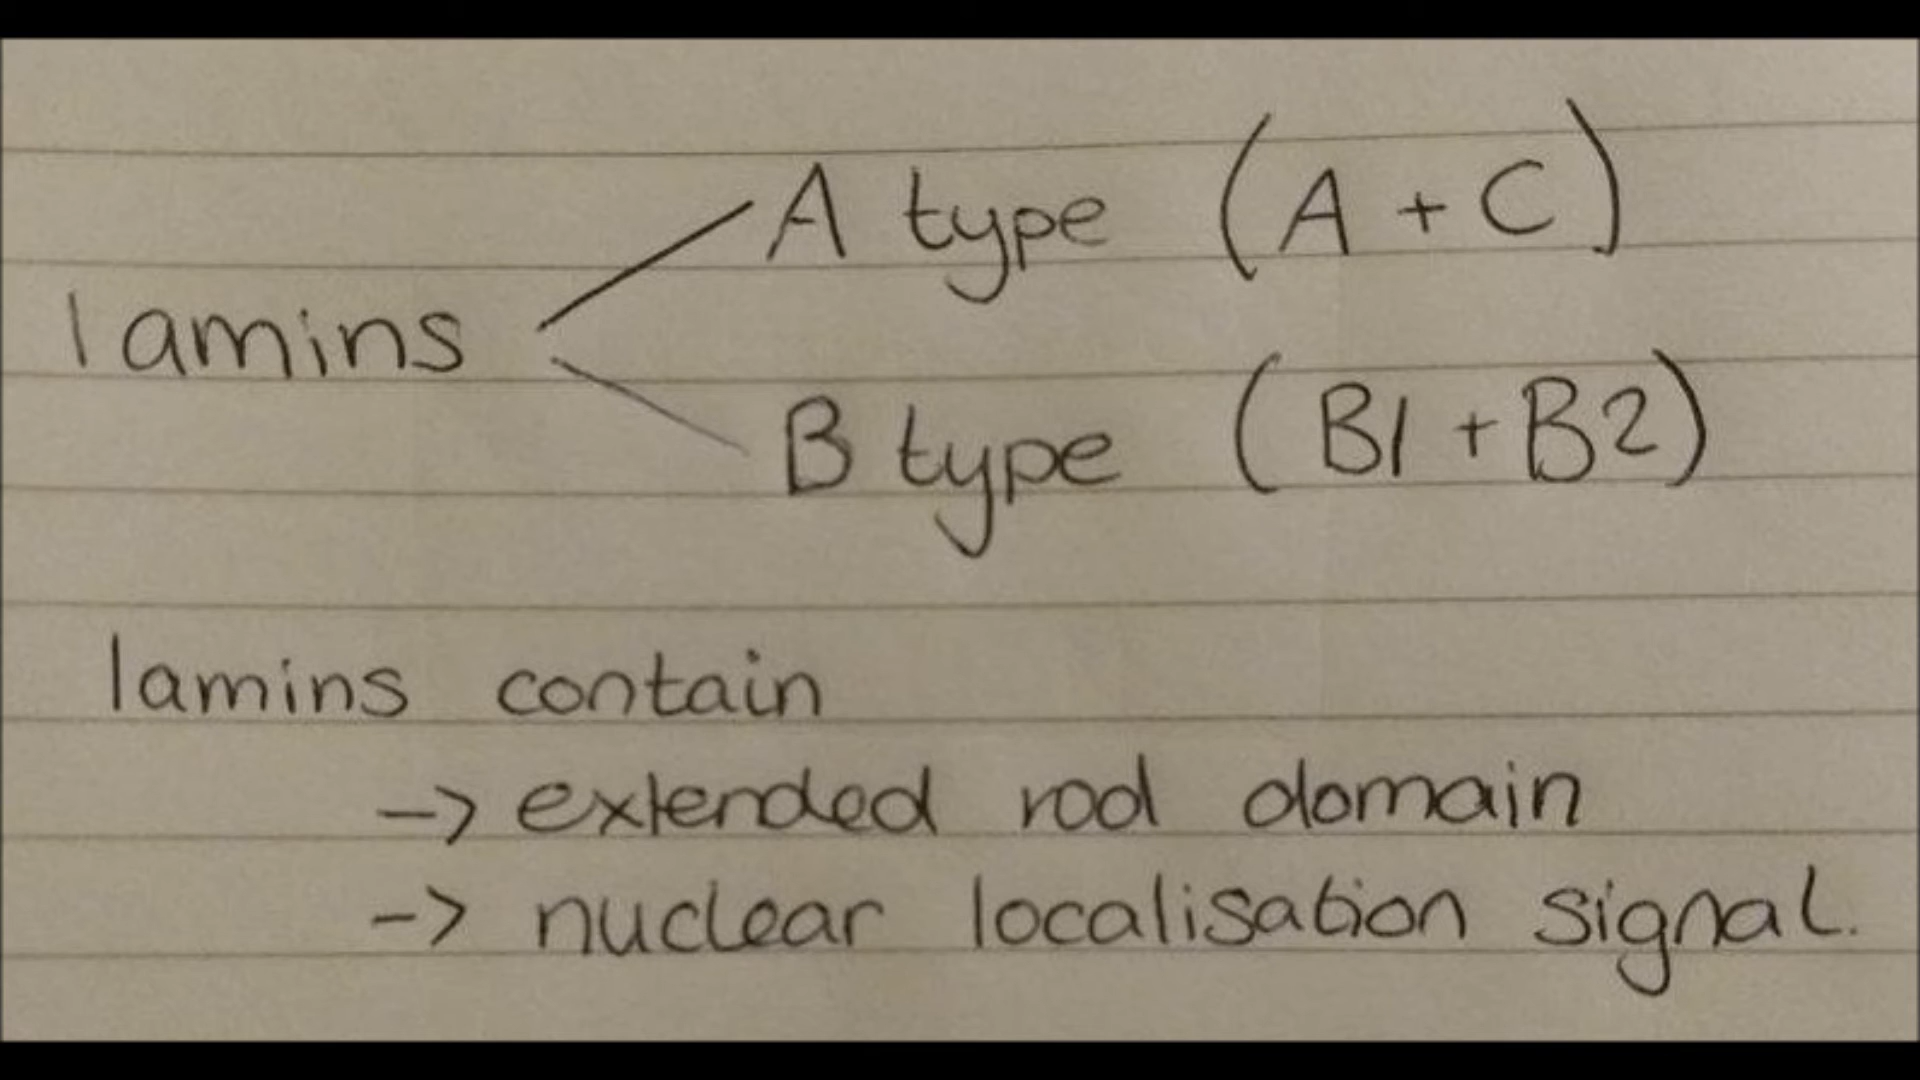 A type (A + C)
lamins
B type (B1 + B2)
lamins contain
-> extended rod domain
-> nuclear localisation signal.